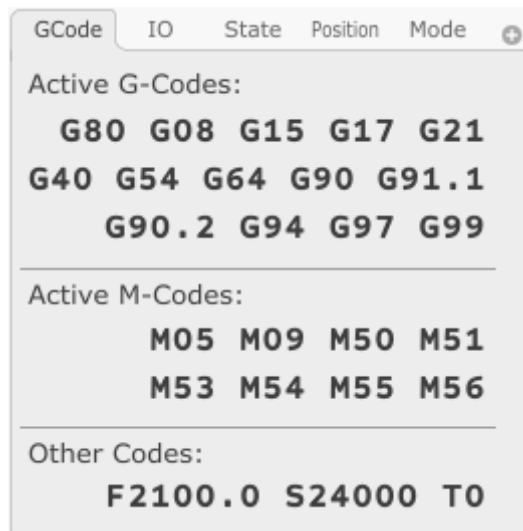 GCode IO State Position Mode
Active G-Codes:
G80 G08 G15 G17 G21
G40 G54 G64 G90 G91.1
G90.2 G94 G97 G99
Active M-Codes:
M05 M09 M50 M51
M53 M54 M55 M56
Other Codes:
F2100.0 S24000 T0